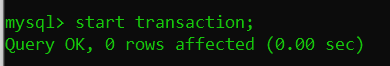 mysql> start transaction;
Query OK, 0 rows affected (0.00 sec)